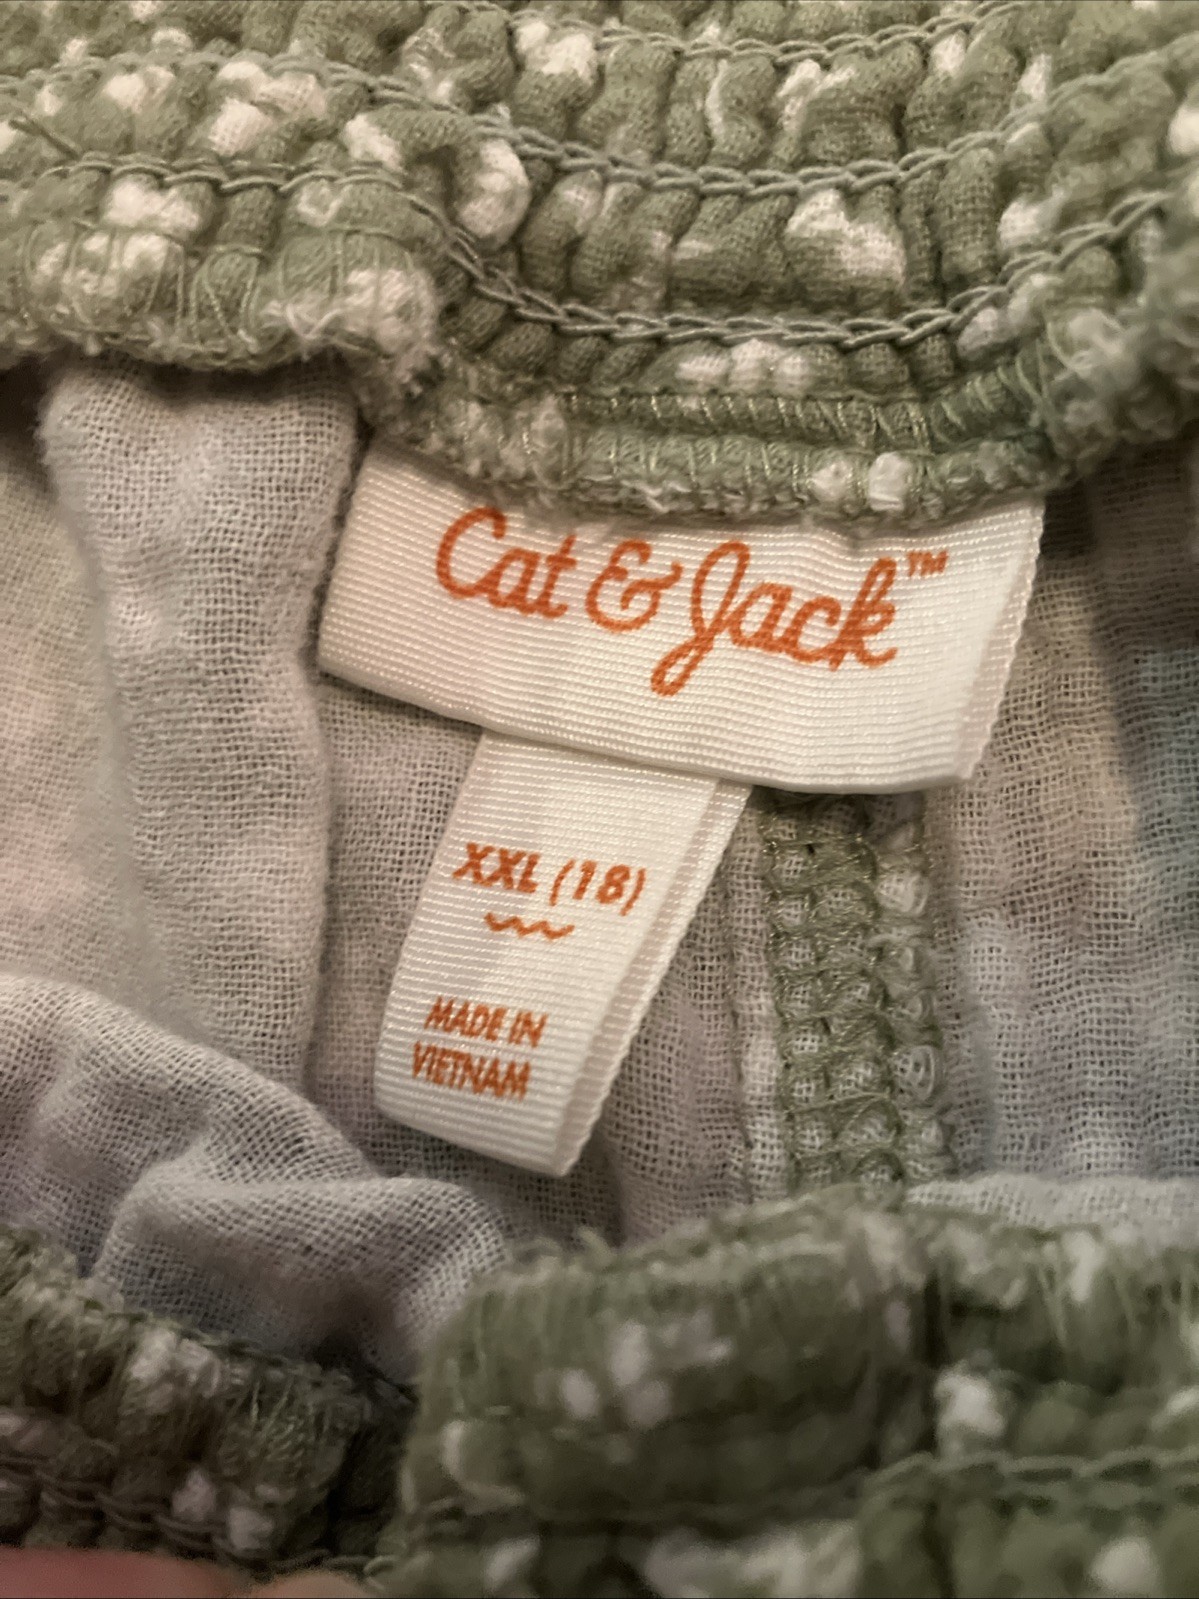 Cat & Jack™
XXL (18)
MADE IN
VIETNAM